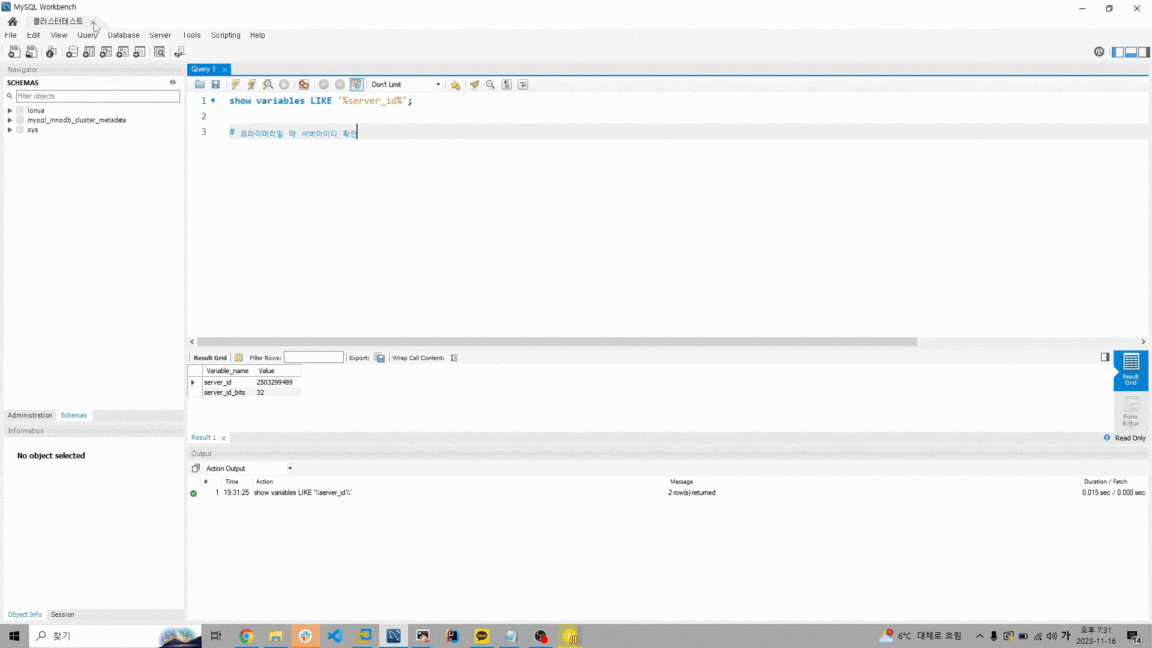 MySQL Workbench
클러스터테스트
File Edit View Query Database Server Tools Scripting Help
Navigator
SCHEMAS
Filter objects
lonua
mysql_innodb_cluster_metadata
sys
Administration Schemas
Information
No object selected
Object Info Session
Query 1
Don't Limit
1 show variables LIKE '%server_id%';
2
3 # 프라이머리일 때 서버아이디 확인
Result Grid Filter Rows: Export: Wrap Cell Content:
Variable_name Value
server_id 2503299489
server_id_bits 32
Result Grid
Form Editor
Result 1
Read Only
Output
Action Output
# Time Action Message Duration / Fetch
1 19:31:25 show variables LIKE '%server_id%' 2 row(s) returned 0.015 sec / 0.000 sec
찾기
6°C 대체로 흐림
가
오후 7:31
2023-11-16
14